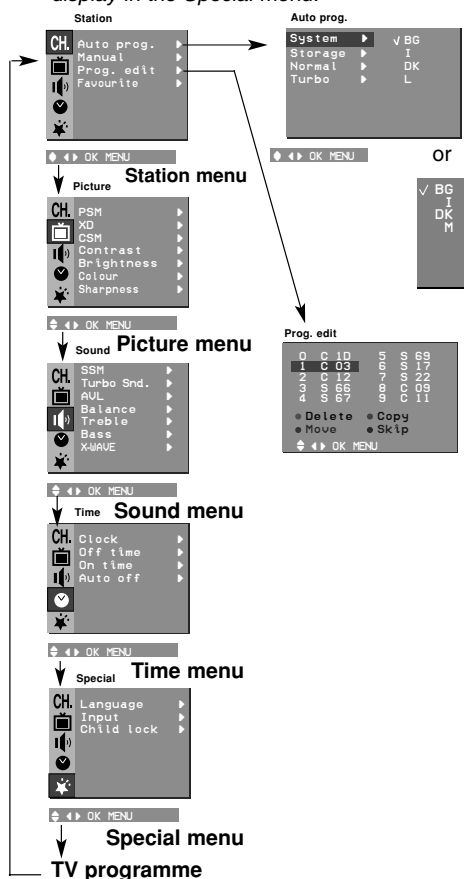 display in the Special menu.
Station
CH.
Auto prog.
Manual
Prog. edit
Favourite
OK MENU
Station menu
Auto prog.
System √ BG
Storage I
Normal DK
Turbo L
OK MENU
or
√ BG
I
DK
M
Picture
CH.
PSM
XD
CSM
Contrast
Brightness
Colour
Sharpness
OK MENU
Picture menu
Prog. edit
0 C 10 5 S 69
1 C 03 6 S 17
2 C 12 7 S 22
3 S 66 8 C 09
4 S 67 9 C 11
Delete Copy
Move Skip
OK MENU
Sound
CH.
SSM
Turbo Snd.
AVL
Balance
Treble
Bass
X-WAVE
OK MENU
Sound menu
Time
CH.
Clock
Off time
On time
Auto off
OK MENU
Time menu
Special
CH.
Language
Input
Child lock
OK MENU
Special menu
TV programme